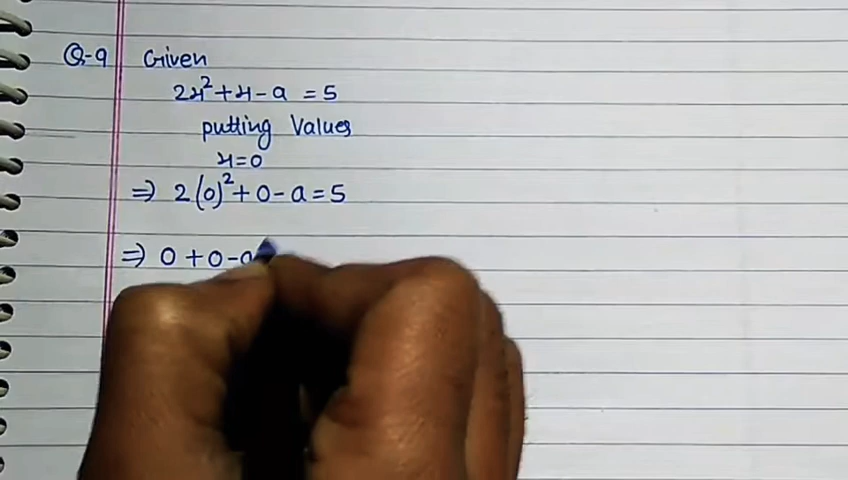 Q-9 Given
2x²+x-a = 5
putting Values
x=0
⇒ 2(0)²+0-a=5
⇒ 0+0-a